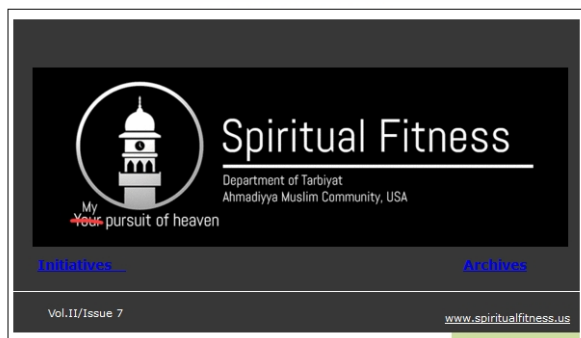 Spiritual Fitness
Department of Tarbiyat
Ahmadiyya Muslim Community, USA
My
Your pursuit of heaven
Initiatives
Archives
Vol.II/Issue 7
www.spiritualfitness.us